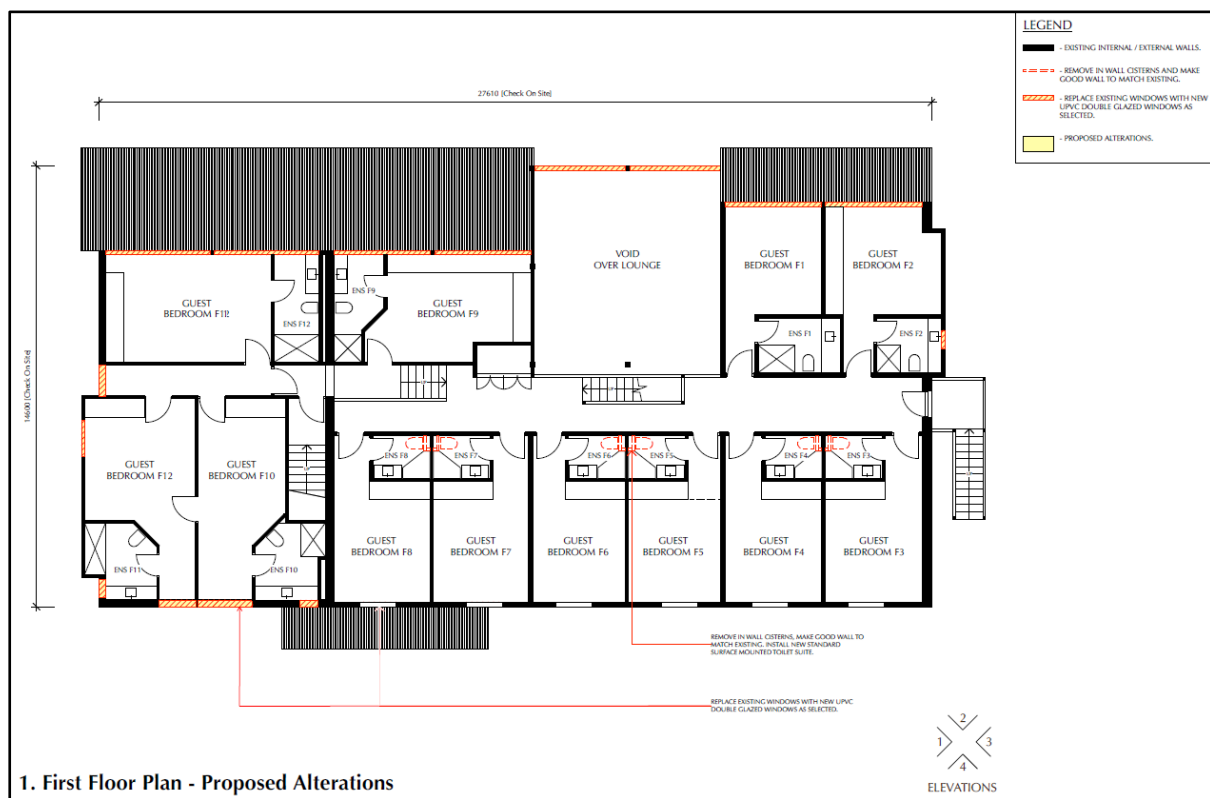 LEGEND
- EXISTING INTERNAL / EXTERNAL WALLS.
- REMOVE IN WALL CISTERNS AND MAKE
GOOD WALL TO MATCH EXISTING.
- REPLACE EXISTING WINDOWS WITH NEW
UPVC DOUBLE GLAZED WINDOWS AS
SELECTED.
- PROPOSED ALTERATIONS.
27610 [Check On Site]
14600 [Check On Site]
VOID
OVER LOUNGE
GUEST
BEDROOM F1
GUEST
BEDROOM F2
GUEST
ENS F9
GUEST
BEDROOM F9
ENS F12
ENS F1
ENS F2
UP
UP
ENS F8
ENS F7
ENS F6
ENS F5
ENS F4
ENS F3
GUEST
BEDROOM F12
GUEST
BEDROOM F10
UP
UP
GUEST
BEDROOM F8
GUEST
BEDROOM F7
GUEST
BEDROOM F6
GUEST
BEDROOM F5
GUEST
BEDROOM F4
GUEST
BEDROOM F3
ENS F11
ENS F10
REMOVE IN WALL CISTERNS, MAKE GOOD WALL TO
MATCH EXISTING. INSTALL NEW STANDARD
SURFACE MOUNTED TOILET SUITE.
REPLACE EXISTING WINDOWS WITH NEW UPVC
DOUBLE GLAZED WINDOWS AS SELECTED.
2
1 3
4
ELEVATIONS
1. First Floor Plan - Proposed Alterations